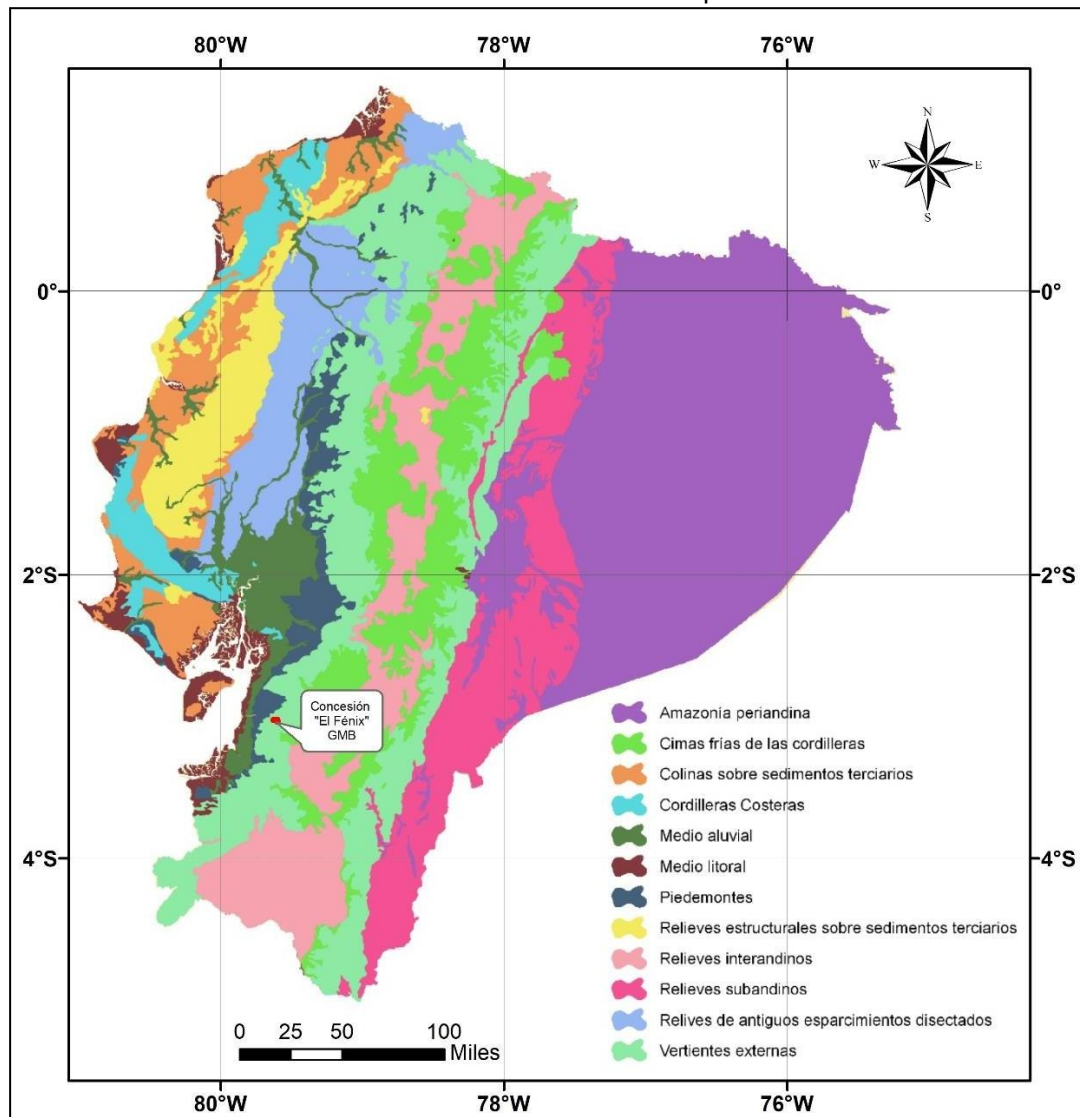 80°W 78°W 76°W
N
W E
S
0° 0°
2°S 2°S
Concesión
"El Fénix"
GMB
Amazonía periandina
Cimas frías de las cordilleras
Colinas sobre sedimentos terciarios
Cordilleras Costeras
Medio aluvial
4°S 4°S
Medio litoral
Piedemontes
Relieves estructurales sobre sedimentos terciarios
Relieves interandinos
Relieves subandinos
Relives de antiguos esparcimientos disectados
Vertientes externas
0 25 50 100
Miles
80°W 78°W 76°W